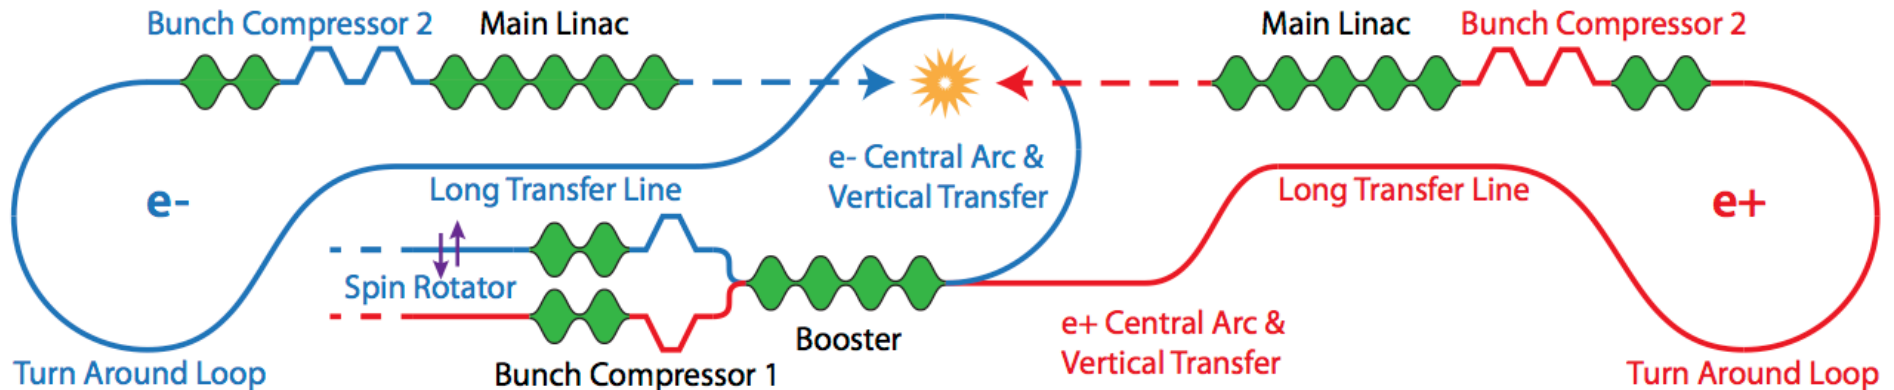 Bunch Compressor 2
Main Linac
Main Linac
Bunch Compressor 2
e- Central Arc &
Vertical Transfer
e-
Long Transfer Line
Long Transfer Line
e+
Spin Rotator
Booster
e+ Central Arc &
Vertical Transfer
Turn Around Loop
Bunch Compressor 1
Turn Around Loop